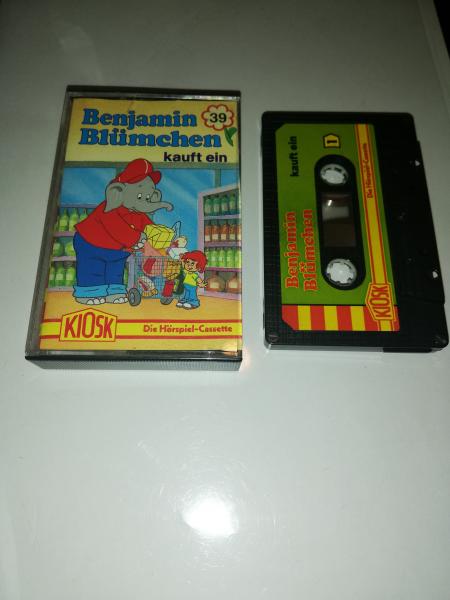 Benjamin
Blümchen
39
kauft ein
KIOSK
Die Hörspiel-Cassette
Benjamin
Blümchen
kauft ein
1
KIOSK
Die Hörspiel-Cassette